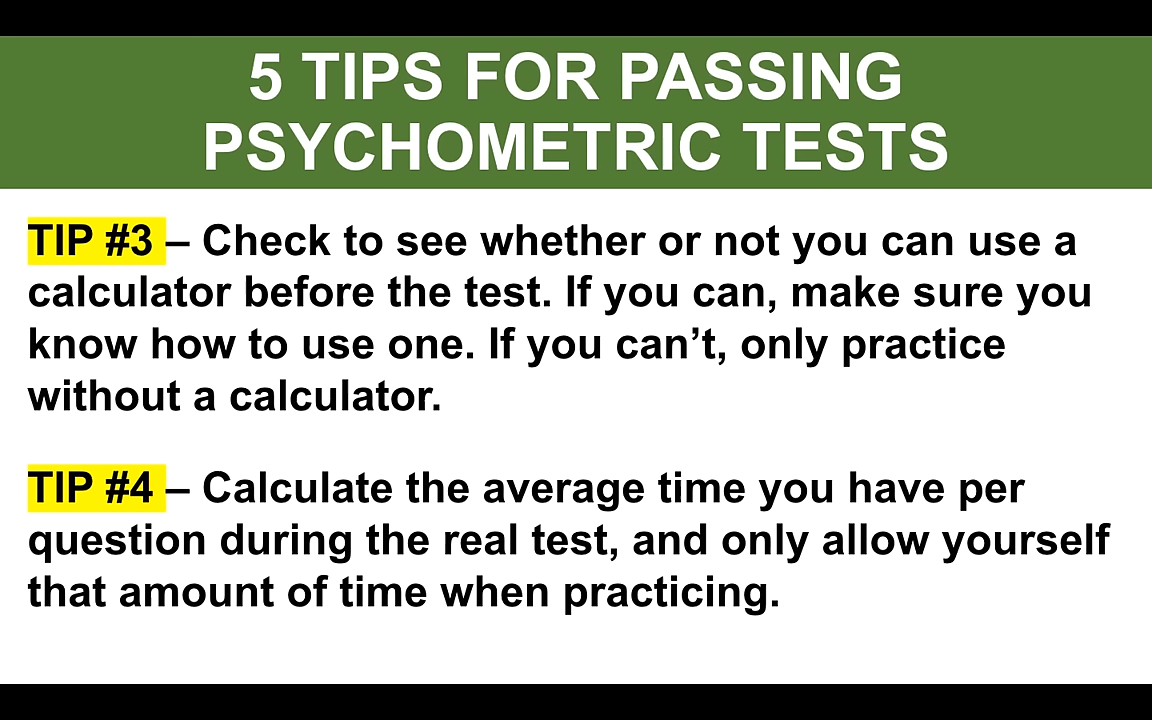 5 TIPS FOR PASSING
PSYCHOMETRIC TESTS
TIP #3 – Check to see whether or not you can use a
calculator before the test. If you can, make sure you
know how to use one. If you can’t, only practice
without a calculator.
TIP #4 – Calculate the average time you have per
question during the real test, and only allow yourself
that amount of time when practicing.